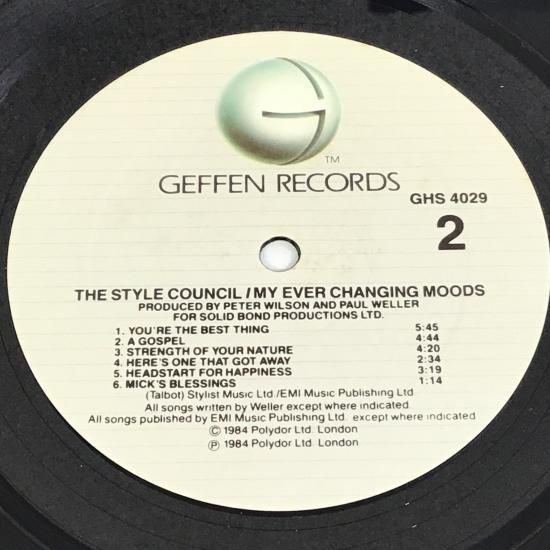 G
TM
GEFFEN RECORDS
GHS 4029
2
THE STYLE COUNCIL / MY EVER CHANGING MOODS
PRODUCED BY PETER WILSON AND PAUL WELLER
FOR SOLID BOND PRODUCTIONS LTD.
1. YOU'RE THE BEST THING 5:45
2. A GOSPEL 4:44
3. STRENGTH OF YOUR NATURE 4:20
4. HERE'S ONE THAT GOT AWAY 2:34
5. HEADSTART FOR HAPPINESS 3:19
6. MICK'S BLESSINGS 1:14
(Talbot) Stylist Music Ltd./EMI Music Publishing Ltd
All songs written by Weller except where indicated.
All songs published by EMI Music Publishing Ltd. except where indicated
© 1984 Polydor Ltd. London
℗ 1984 Polydor Ltd. London